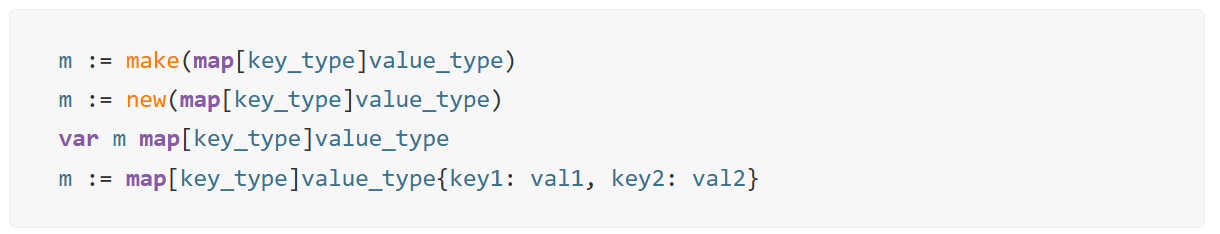 m := make(map[key_type]value_type)
m := new(map[key_type]value_type)
var m map[key_type]value_type
m := map[key_type]value_type{key1: val1, key2: val2}